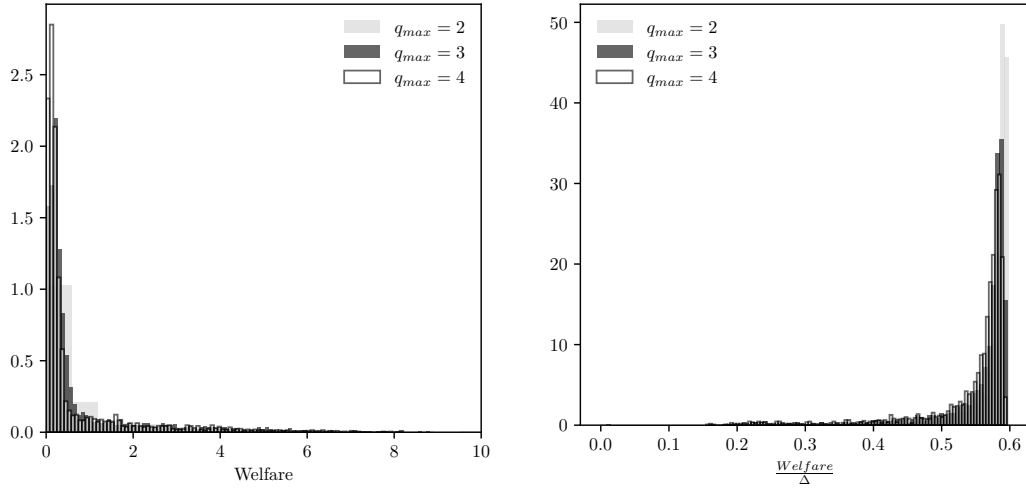 q_max = 2
q_max = 3
q_max = 4
2.5
2.0
1.5
1.0
0.5
0.0
0 2 4 6 8 10
Welfare
q_max = 2
q_max = 3
q_max = 4
50
40
30
20
10
0
0.0 0.1 0.2 0.3 0.4 0.5 0.6
Welfare
Δ